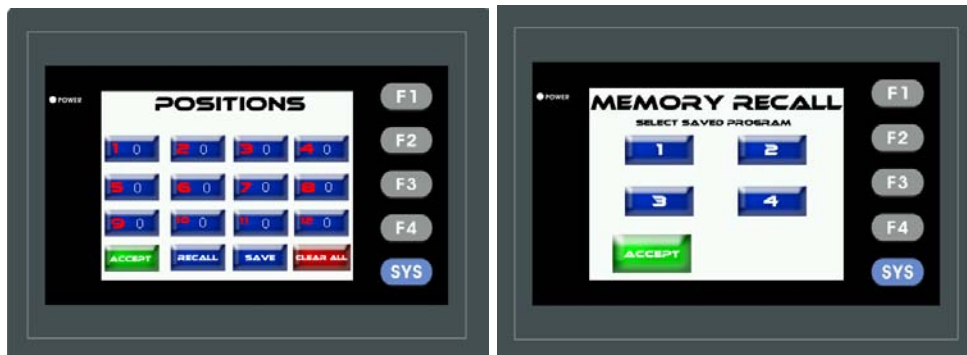 POSITIONS
POWER
F1
1 0 2 0 3 0 4 0
F2
5 0 6 0 7 0 8 0
F3
9 0 10 0 11 0 12 0
F4
ACCEPT RECALL SAVE CLEAR ALL
SYS
MEMORY RECALL
POWER
F1
SELECT SAVED PROGRAM
1 2
F2
3 4
F3
F4
ACCEPT
SYS